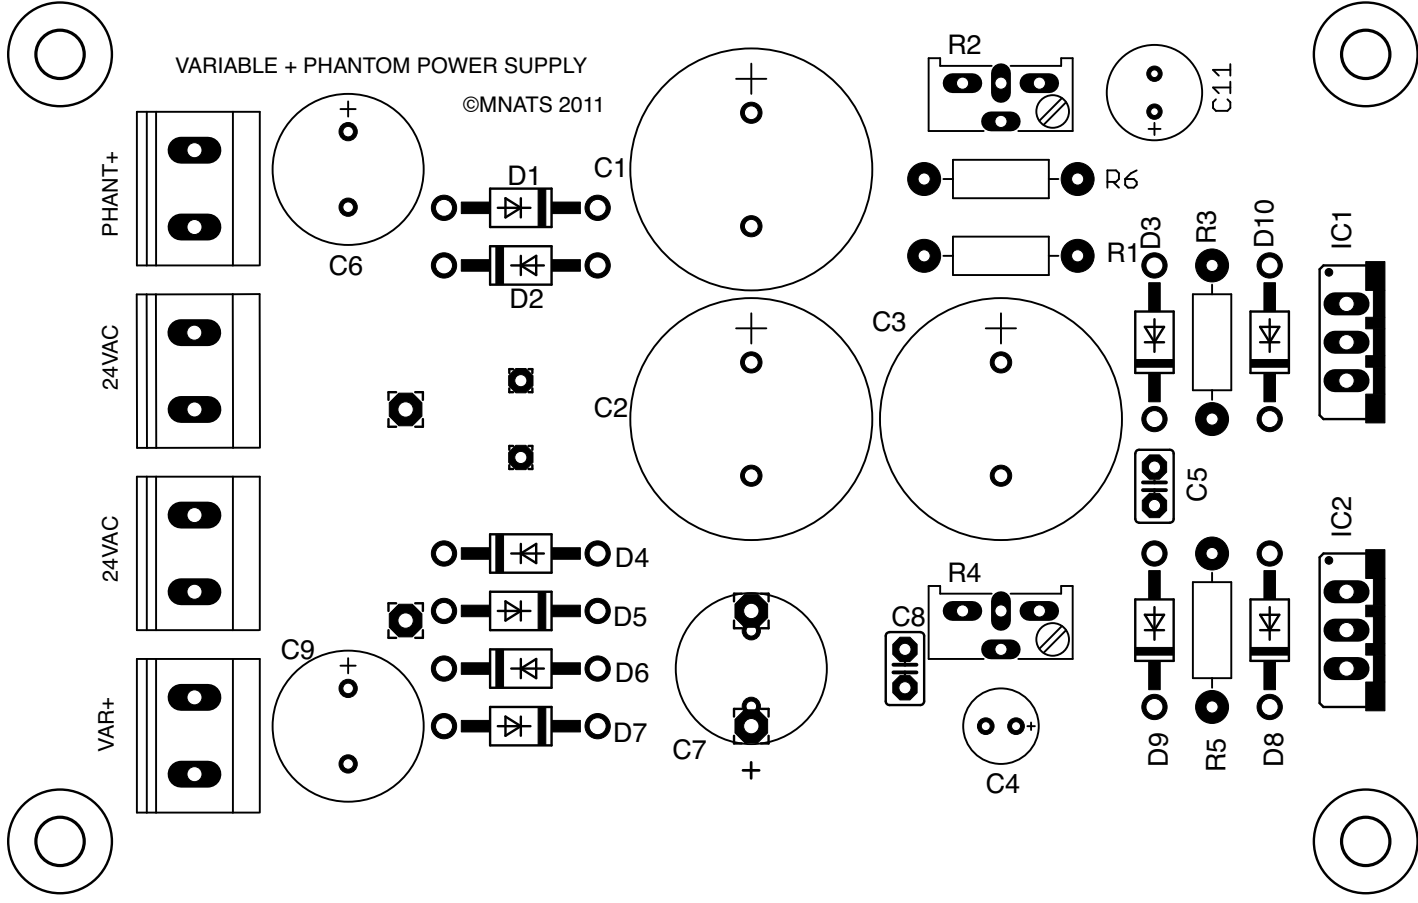 VARIABLE + PHANTOM POWER SUPPLY
©MNATS 2011
R2
C11
PHANT+
C6
D1
D2
C1
R6
R1
D3
R3
D10
IC1
24VAC
C2
C3
C5
24VAC
D4
D5
D6
D7
R4
C8
IC2
VAR+
C9
C7
+
C4
D9
R5
D8